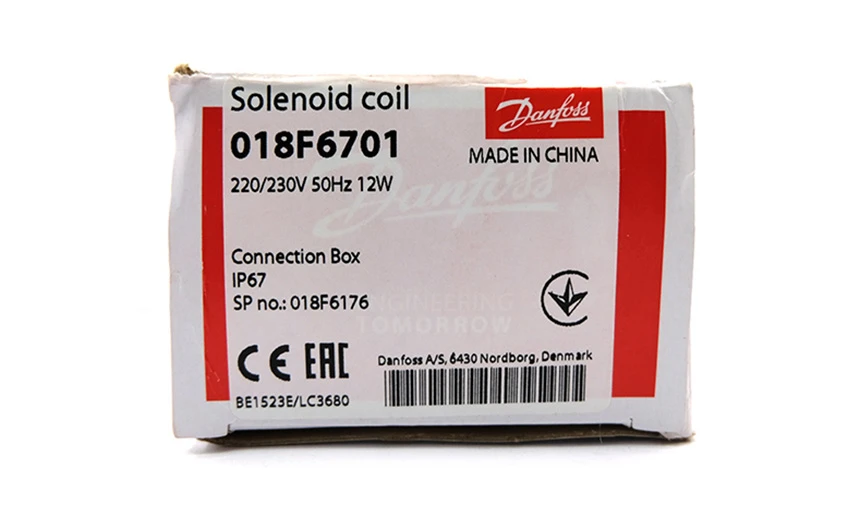 Solenoid coil
Danfoss
018F6701
MADE IN CHINA
220/230V 50Hz 12W
Danfoss
Connection Box
IP67
SP no.: 018F6176
ENGINEERING
TOMORROW
CE EAC
Danfoss A/S, 6430 Nordborg, Denmark
BE1523E/LC3680